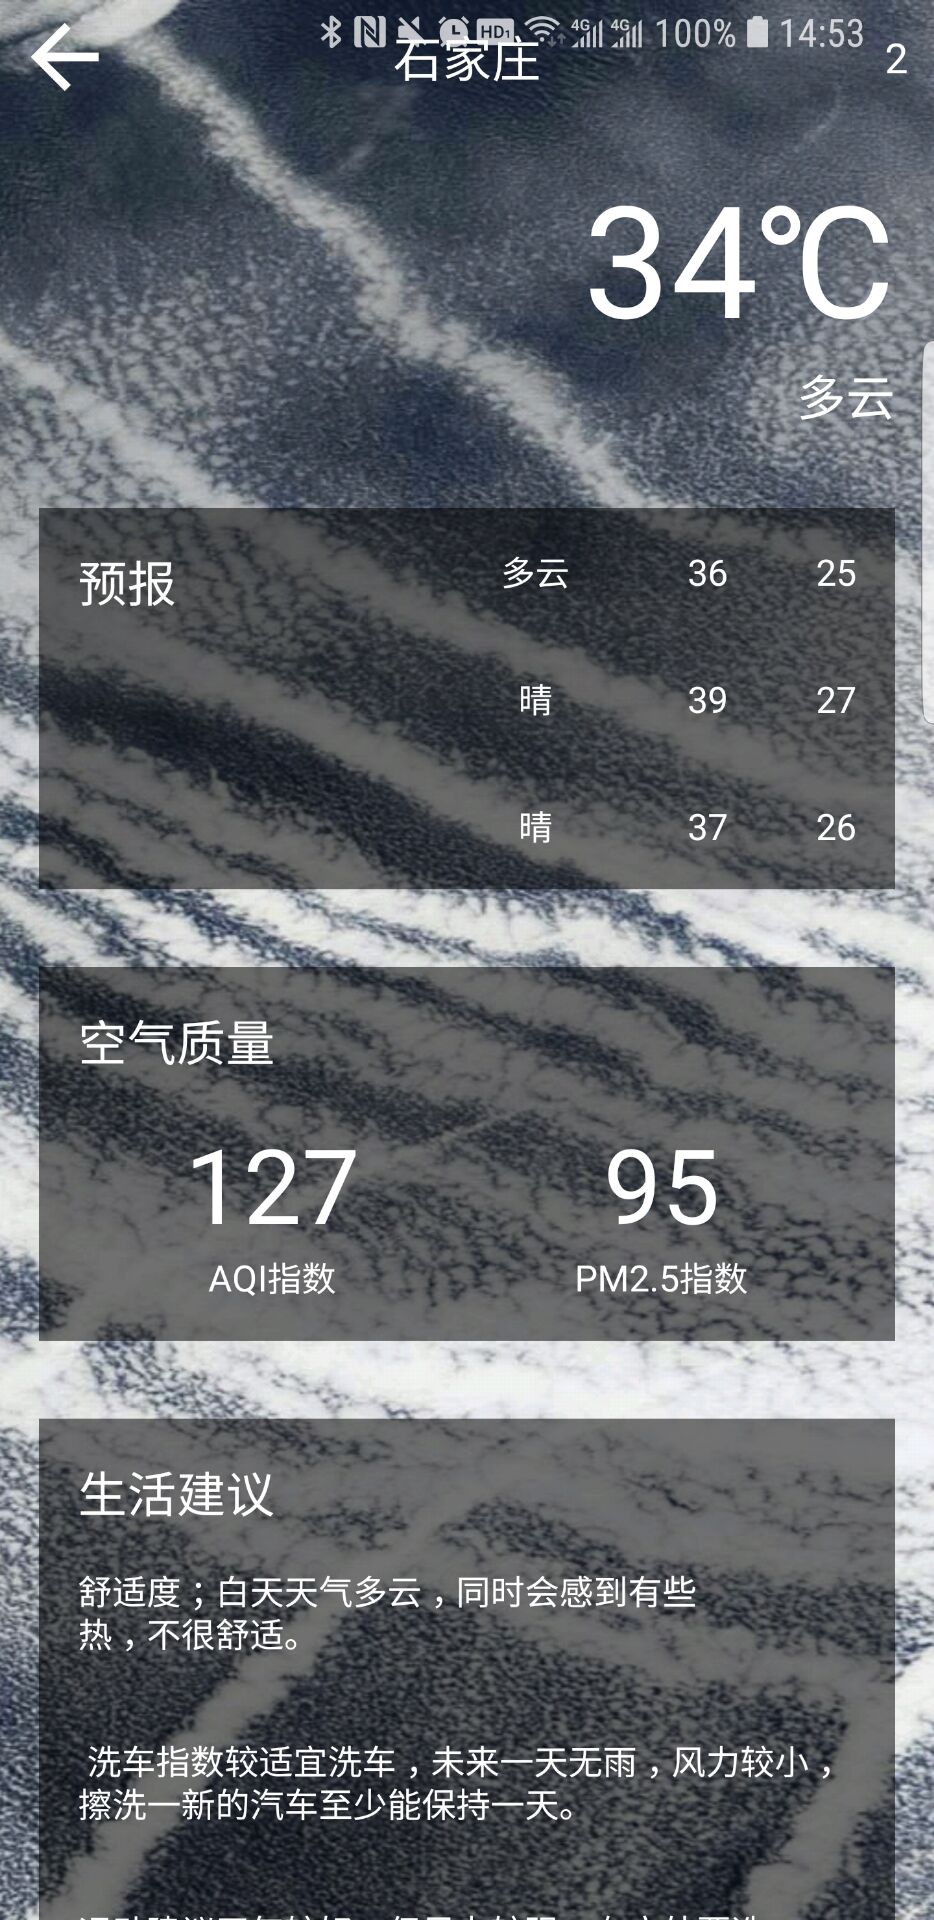 HD1 4G 4G 100% 14:53
石家庄 2
34℃
多云
预报
多云 36 25
晴 39 27
晴 37 26
空气质量
127 95
AQI指数 PM2.5指数
生活建议
舒适度；白天天气多云，同时会感到有些
热，不很舒适。
洗车指数较适宜洗车，未来一天无雨，风力较小，
擦洗一新的汽车至少能保持一天。